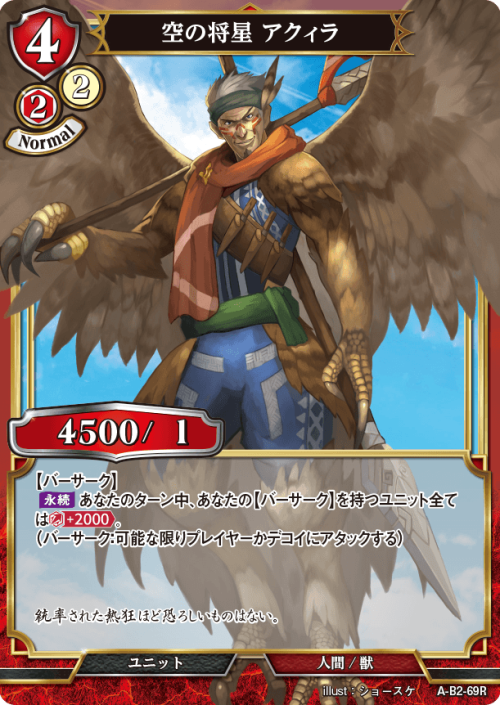 4
空の将星 アクィラ
2
2
Normal
4500/ 1
【バーサーク】
永続 あなたのターン中、あなたの【バーサーク】を持つユニット全て
は +2000 。
(バーサーク:可能な限りプレイヤーかデコイにアタックする)
統率された熱狂ほど恐ろしいものはない。
ユニット
人間 / 獣
illust : ショースケ
A-B2-69R